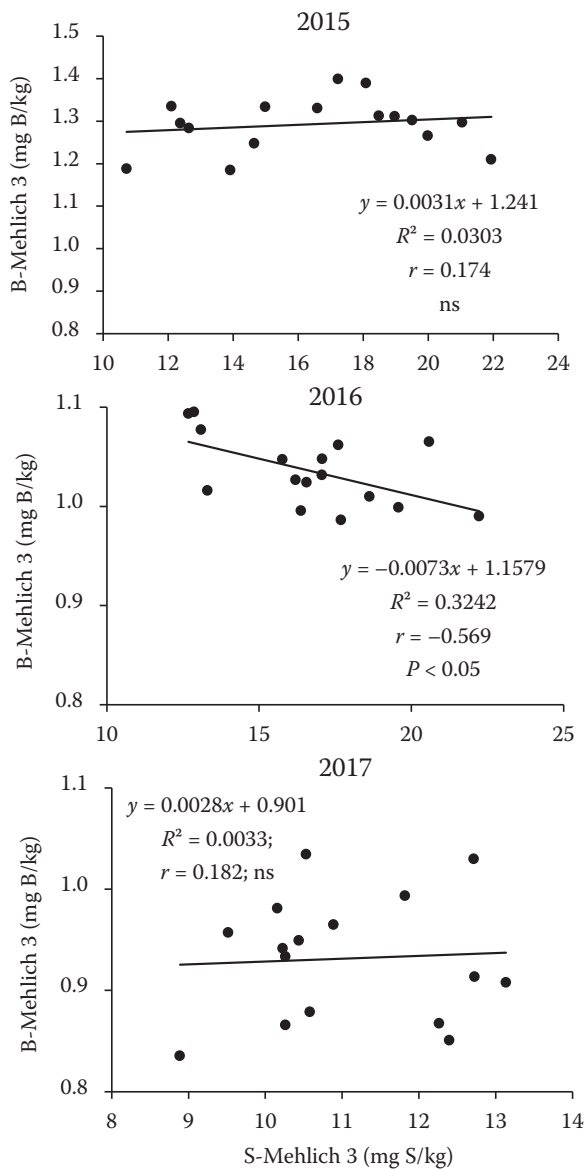 2015
B-Mehlich 3 (mg B/kg)
1.5
1.4
1.3
1.2
1.1
1.0
0.9
0.8
y = 0.0031x + 1.241
R² = 0.0303
r = 0.174
ns
10 12 14 16 18 20 22 24
2016
B-Mehlich 3 (mg B/kg)
1.1
1.0
0.9
0.8
y = −0.0073x + 1.1579
R² = 0.3242
r = −0.569
P < 0.05
10 15 20 25
2017
B-Mehlich 3 (mg B/kg)
1.1
1.0
0.9
0.8
y = 0.0028x + 0.901
R² = 0.0033;
r = 0.182; ns
8 9 10 11 12 13 14
S-Mehlich 3 (mg S/kg)